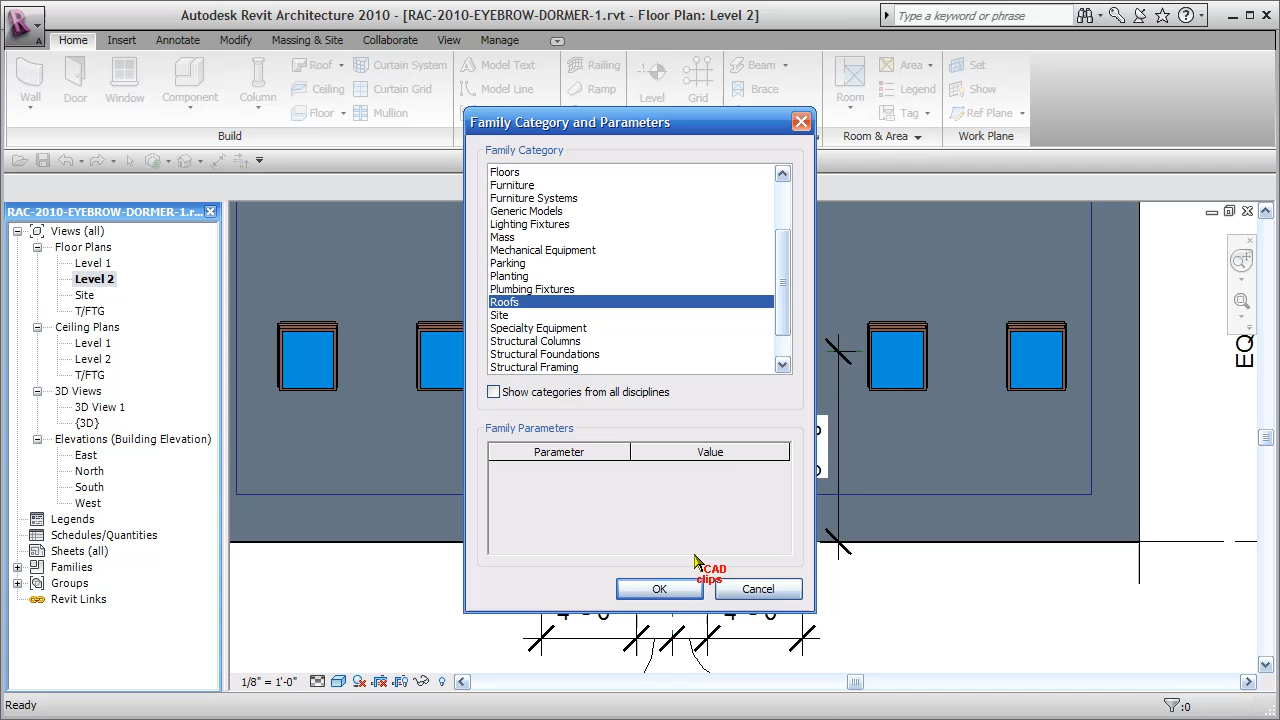 Autodesk Revit Architecture 2010 - [RAC-2010-EYEBROW-DORMER-1.rvt - Floor Plan: Level 2]
Type a keyword or phrase
Home Insert Annotate Modify Massing & Site Collaborate View Manage
Wall Door Window Component Column
Roof
Ceiling
Floor
Curtain System
Curtain Grid
Mullion
Model Text
Model Line
Railing
Ramp
Level Grid
Beam
Brace
Room
Area
Legend
Tag
Set
Show
Ref Plane
Build
Room & Area
Work Plane
Family Category and Parameters
Family Category
Floors
Furniture
Furniture Systems
Generic Models
Lighting Fixtures
Mass
Mechanical Equipment
Parking
Planting
Plumbing Fixtures
Roofs
Site
Specialty Equipment
Structural Columns
Structural Foundations
Structural Framing
Show categories from all disciplines
Family Parameters
Parameter Value
OK Cancel
CAD
clips
RAC-2010-EYEBROW-DORMER-1.r...
Views (all)
Floor Plans
Level 1
Level 2
Site
T/FTG
Ceiling Plans
Level 1
Level 2
T/FTG
3D Views
3D View 1
{3D}
Elevations (Building Elevation)
East
North
South
West
Legends
Schedules/Quantities
Sheets (all)
Families
Groups
Revit Links
EQ
1/8" = 1'-0"
Ready
:0